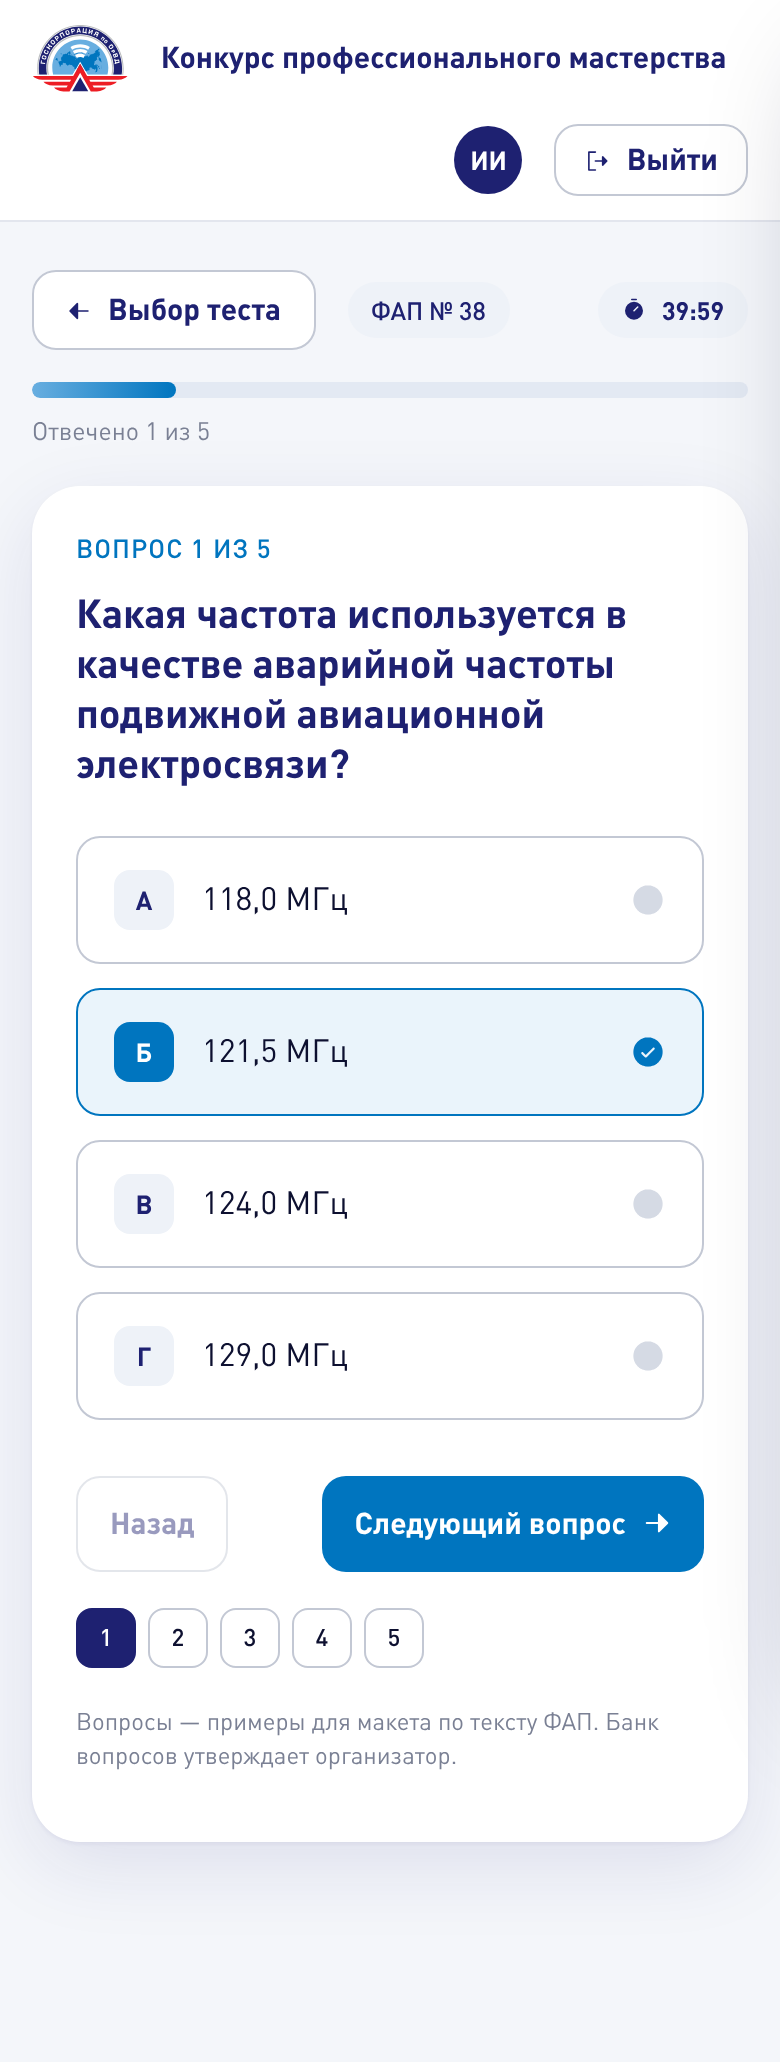 ГОСКОРПОРАЦИЯ по ОрВД
Конкурс профессионального мастерства
ИИ
Выйти
Выбор теста
ФАП № 38
39:59
Отвечено 1 из 5
ВОПРОС 1 ИЗ 5
Какая частота используется в
качестве аварийной частоты
подвижной авиационной
электросвязи?
А
118,0 МГц
Б
121,5 МГц
В
124,0 МГц
Г
129,0 МГц
Назад
Следующий вопрос
1
2
3
4
5
Вопросы — примеры для макета по тексту ФАП. Банк
вопросов утверждает организатор.